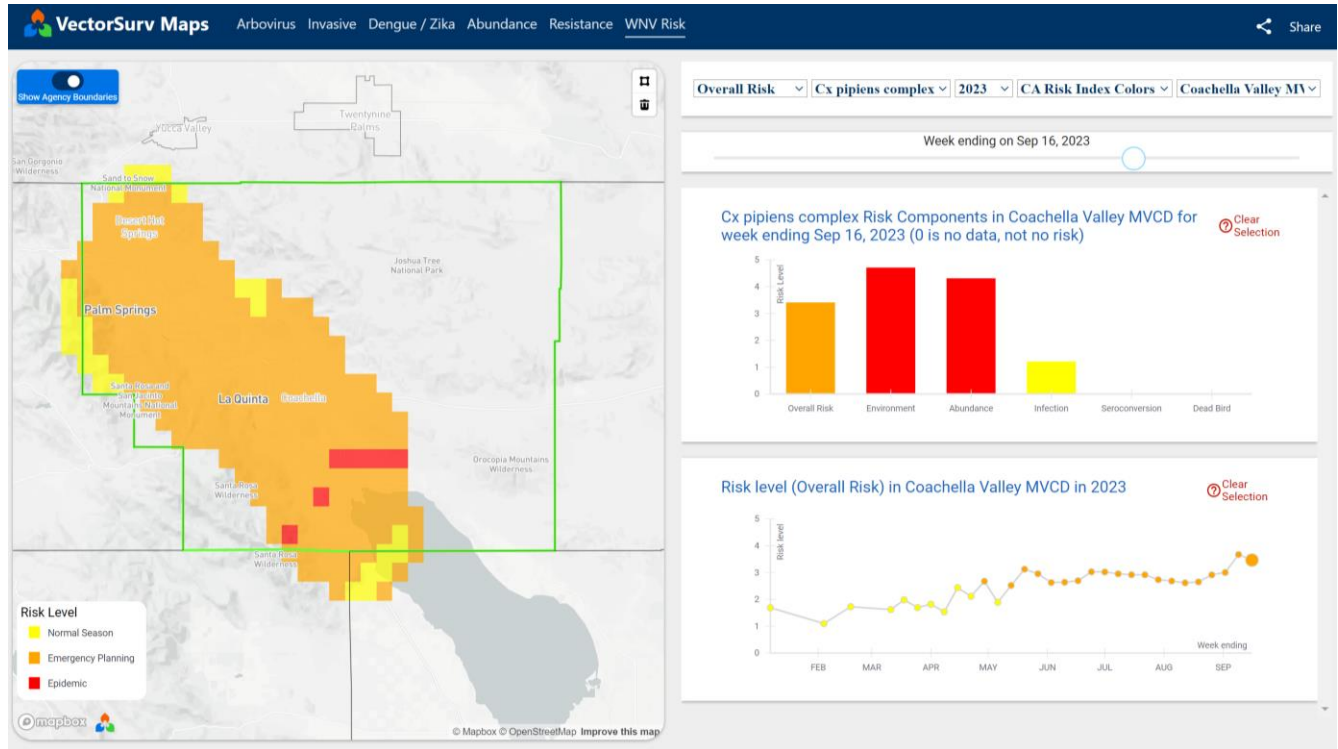 VectorSurv Maps
Arbovirus Invasive Dengue / Zika Abundance Resistance WNV Risk
Share
Show Agency Boundaries
Yucca Valley
Twentynine
Palms
San Gorgonio
Wilderness
Sand to Snow
National Monument
Desert Hot
Springs
Joshua Tree
National Park
Palm Springs
Santa Rosa and
San Jacinto
Mountains National
Monument
La Quinta
Coachella
Orocopia Mountains
Wilderness
Santa Rosa
Wilderness
Santa Rosa
Wilderness
Risk Level
Normal Season
Emergency Planning
Epidemic
mapbox
© Mapbox © OpenStreetMap Improve this map
Overall Risk
Cx pipiens complex
2023
CA Risk Index Colors
Coachella Valley MV
Week ending on Sep 16, 2023
Cx pipiens complex Risk Components in Coachella Valley MVCD for
week ending Sep 16, 2023 (0 is no data, not no risk)
Clear
Selection
5
4
3
2
1
0
Risk Level
Overall Risk Environment Abundance Infection Seroconversion Dead Bird
Risk level (Overall Risk) in Coachella Valley MVCD in 2023
Clear
Selection
5
4
3
2
1
0
Risk level
Week ending
FEB MAR APR MAY JUN JUL AUG SEP